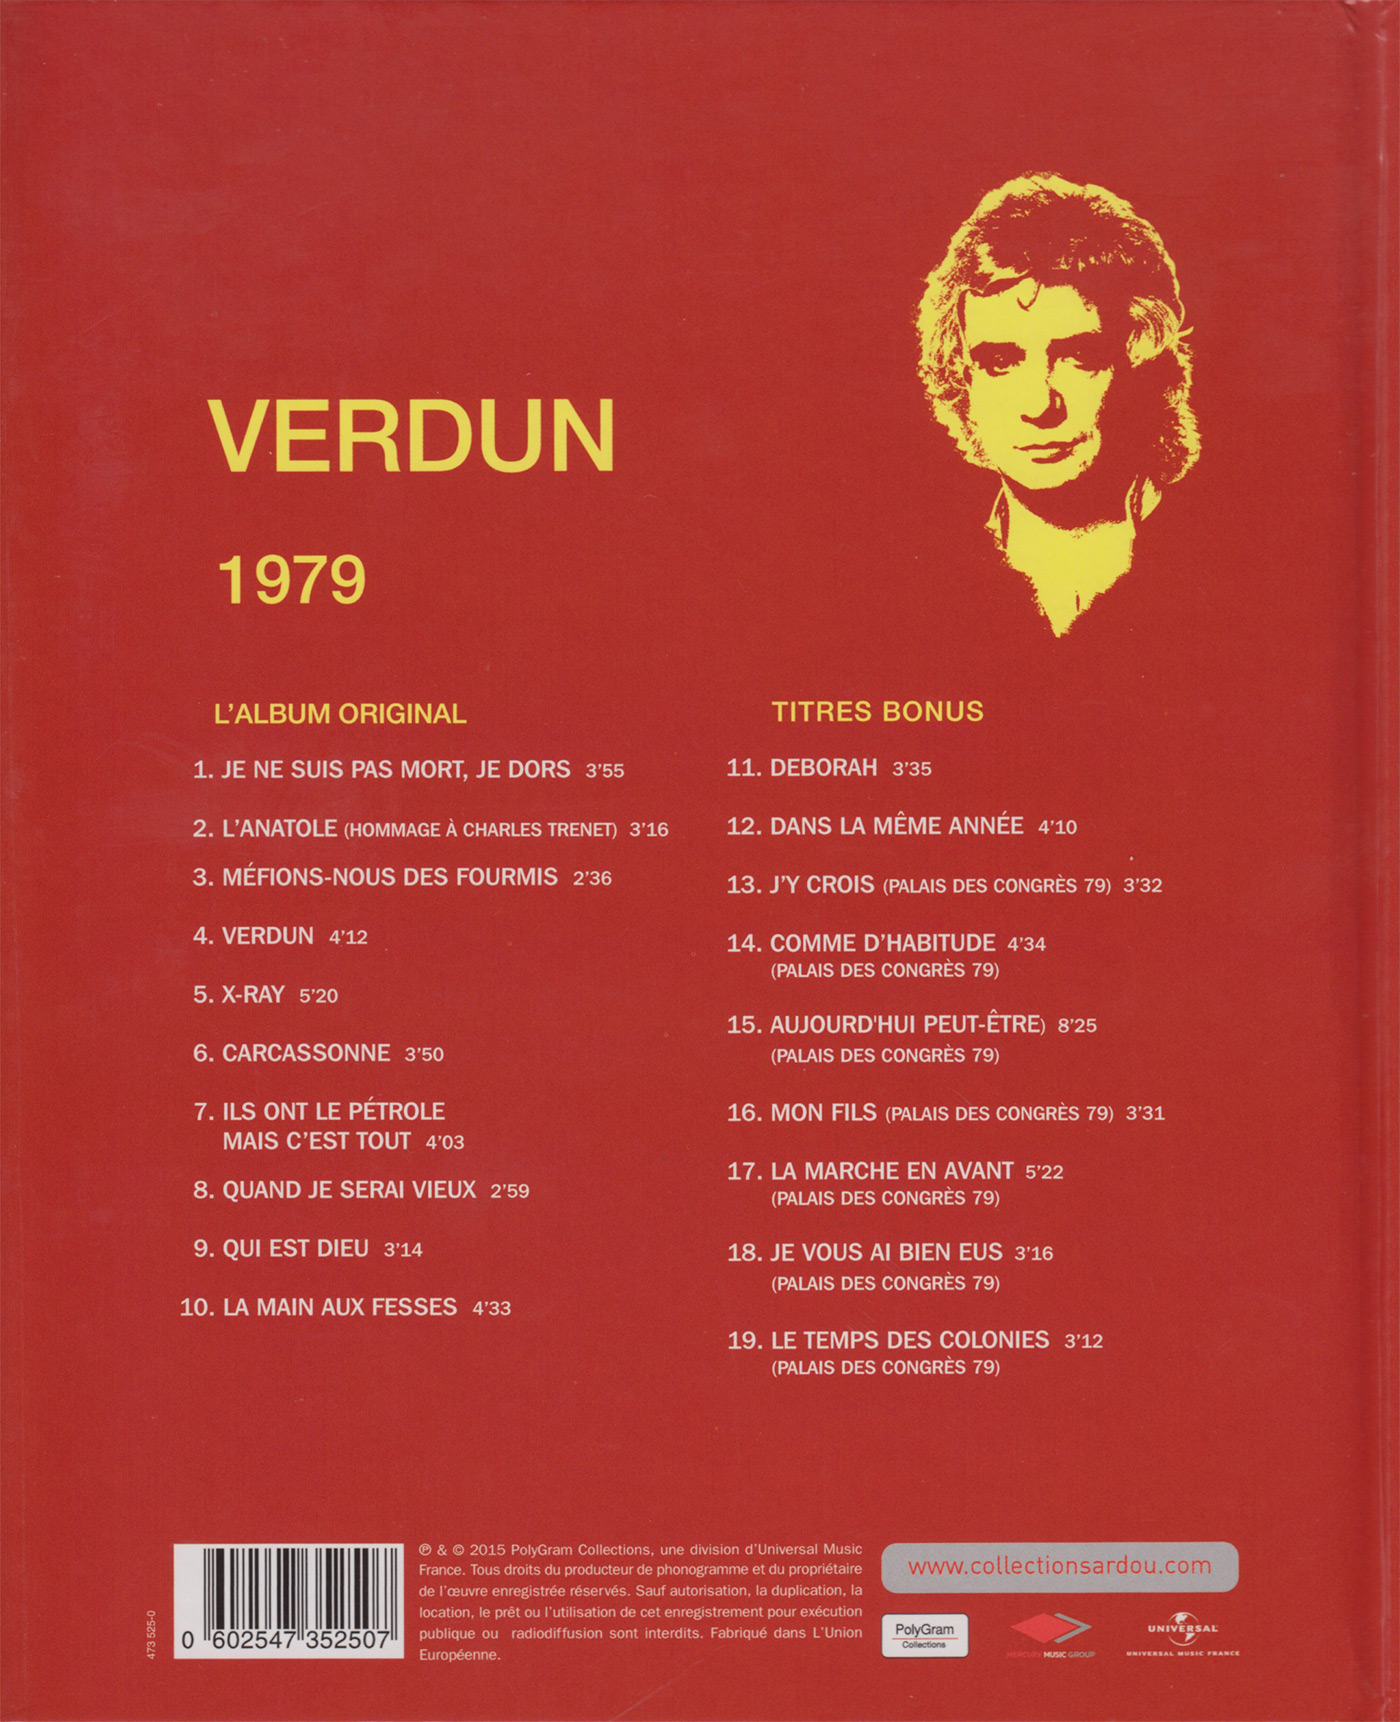 VERDUN
1979
L'ALBUM ORIGINAL
1. JE NE SUIS PAS MORT, JE DORS 3'55
2. L'ANATOLE (HOMMAGE À CHARLES TRENET) 3'16
3. MÉFIONS-NOUS DES FOURMIS 2'36
4. VERDUN 4'12
5. X-RAY 5'20
6. CARCASSONNE 3'50
7. ILS ONT LE PÉTROLE
MAIS C'EST TOUT 4'03
8. QUAND JE SERAI VIEUX 2'59
9. QUI EST DIEU 3'14
10. LA MAIN AUX FESSES 4'33
TITRES BONUS
11. DEBORAH 3'35
12. DANS LA MÊME ANNÉE 4'10
13. J'Y CROIS (PALAIS DES CONGRÈS 79) 3'32
14. COMME D'HABITUDE 4'34
(PALAIS DES CONGRÈS 79)
15. AUJOURD'HUI PEUT-ÊTRE) 8'25
(PALAIS DES CONGRÈS 79)
16. MON FILS (PALAIS DES CONGRÈS 79) 3'31
17. LA MARCHE EN AVANT 5'22
(PALAIS DES CONGRÈS 79)
18. JE VOUS AI BIEN EUS 3'16
(PALAIS DES CONGRÈS 79)
19. LE TEMPS DES COLONIES 3'12
(PALAIS DES CONGRÈS 79)
473 525-0
0 602547 352507
℗ & © 2015 PolyGram Collections, une division d'Universal Music
France. Tous droits du producteur de phonogramme et du propriétaire
de l'œuvre enregistrée réservés. Sauf autorisation, la duplication, la
location, le prêt ou l'utilisation de cet enregistrement pour exécution
publique ou radiodiffusion sont interdits. Fabriqué dans L'Union
Européenne.
www.collectionsardou.com
PolyGram
Collections
MERCURY MUSIC GROUP
UNIVERSAL
UNIVERSAL MUSIC FRANCE